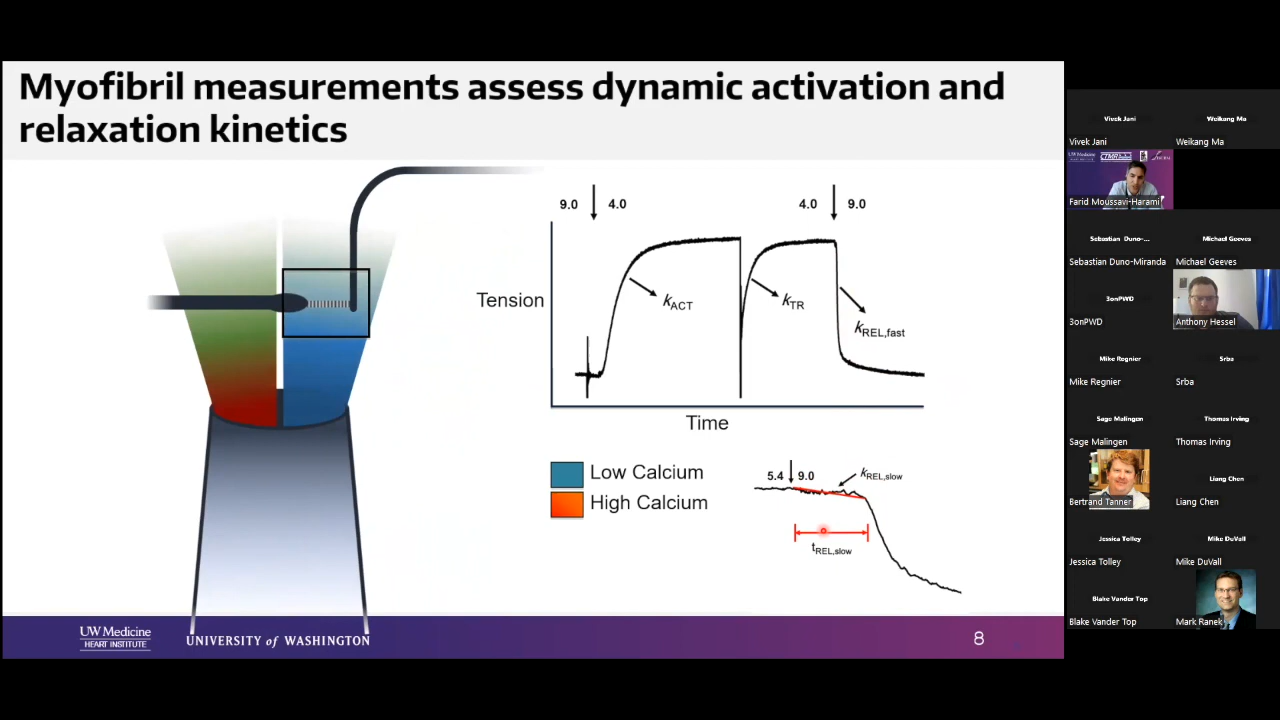 Myofibril measurements assess dynamic activation and
relaxation kinetics
9.0
4.0
4.0
9.0
Tension
kACT
kTR
kREL,fast
Time
Low Calcium
High Calcium
5.4
9.0
kREL,slow
tREL,slow
UW Medicine
HEART INSTITUTE
UNIVERSITY of WASHINGTON
8
Vivek Jani
Weikang Ma
Vivek Jani
Weikang Ma
UW Medicine
Farid Moussavi-Harami
Sebastian Duno-...
Michael Geeves
Sebastian Duno-Miranda
Michael Geeves
3onPWD
3onPWD
Anthony Hessel
Mike Regnier
Srba
Mike Regnier
Srba
Sage Malingen
Thomas Irving
Sage Malingen
Thomas Irving
Liang Chen
Bertrand Tanner
Liang Chen
Jessica Tolley
Mike DuVall
Jessica Tolley
Mike DuVall
Blake Vander Top
Blake Vander Top
Mark Ranek